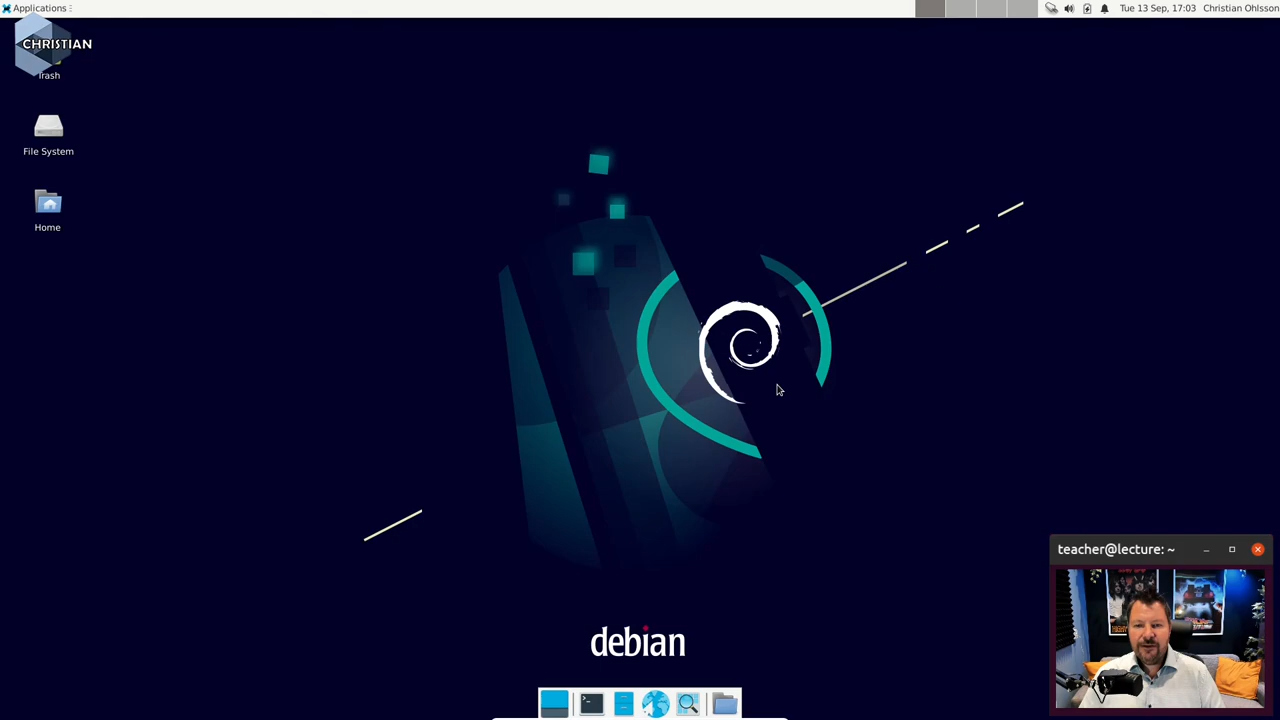 Applications
Tue 13 Sep, 17:03
Christian Ohlsson
CHRISTIAN
Trash
File System
Home
teacher@lecture: ~
debian